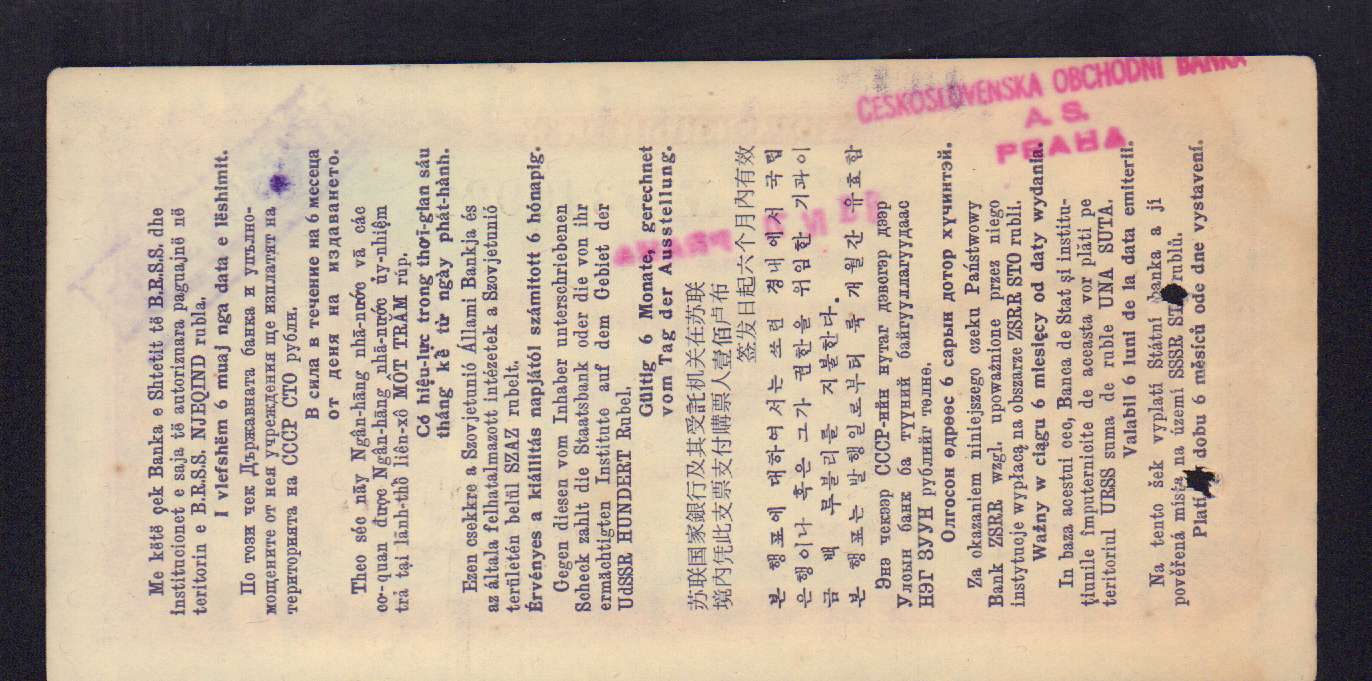 Me këtë çek Banka e Shtetit të B.R.S.S. dhe
institucionet e saja të autorizuara paguajnë në
teritorin e B.R.S.S. NJEQIND rubla.
I vlefshëm 6 muaj nga data e lëshimit.
По този чек Държавната банка и упълно-
мощените от нея учреждения ще изплатят на
територията на СССР СТО рубли.
В сила в течение на 6 месеца
от деня на издаването.
Theo séc nãy Ngân-hãng nhã-nước vã các
cơ-quan được Ngân-hãng nhã-nước ủy-nhiệm
trả tại lãnh-thổ liên-xô MỘT TRĂM rúp.
Có hiệu-lực trong thời-gian sáu
tháng kể từ ngày phát-hành.
Ezen csekkre a Szovjetunió Állami Bankja és
az általa felhatalmazott intézetek a Szovjetunió
területén belül SZÁZ rubelt.
Érvényes a kiállitás napjától számitott 6 hónapig.
Gegen diesen vom Inhaber unterschriebenen
Scheck zahlt die Staatsbank oder die von ihr
ermächtigten Institute auf dem Gebiet der
UdSSR HUNDERT Rubel.
Gültig 6 Monate, gerechnet
vom Tag der Ausstellung.
苏联国家銀行及其受託机关在苏联
境内凭此支票支付購票人壹佰卢布
签发日起六个月内有效
본 행표에 대하여서는 쏘련 경내에서 국립
은행이나 혹은 그가 권한을 위임한 기관이
금 백 루블리를 지불한다.
본 행표는 발행일로부터 륙 개월간 유효함
Энэ чекээр СССР-ийн нутаг дэвсгэр дээр
Улсын банк ба түүний байгууллагуудаас
НЭГ ЗУУН рублийг төлнө.
Олгосон өдрөөс 6 сарын дотор хүчинтэй.
Za okazaniem niniejszego czeku Państwowy
Bank ZSRR wzgl. upoważnione przez niego
instytucje wypłacą na obszarze ZSRR STO rubli.
Ważny w ciągu 6 miesięcy od daty wydania.
In baza acestui cec, Banca de Stat şi institu-
ţiunile împuternicite de aceasta vor plăti pe
teritoriul URSS suma de ruble UNA SUTA.
Valabil 6 luni de la data emiterii.
Na tento šek vyplatí Státní banka a jí
pověřená místa na území SSSR STO rublů.
Platí dobu 6 měsíců ode dne vystavení.
CESKOSLOVENSKA OBCHODNI BANKA
A. S.
PRAHA
PRAHA